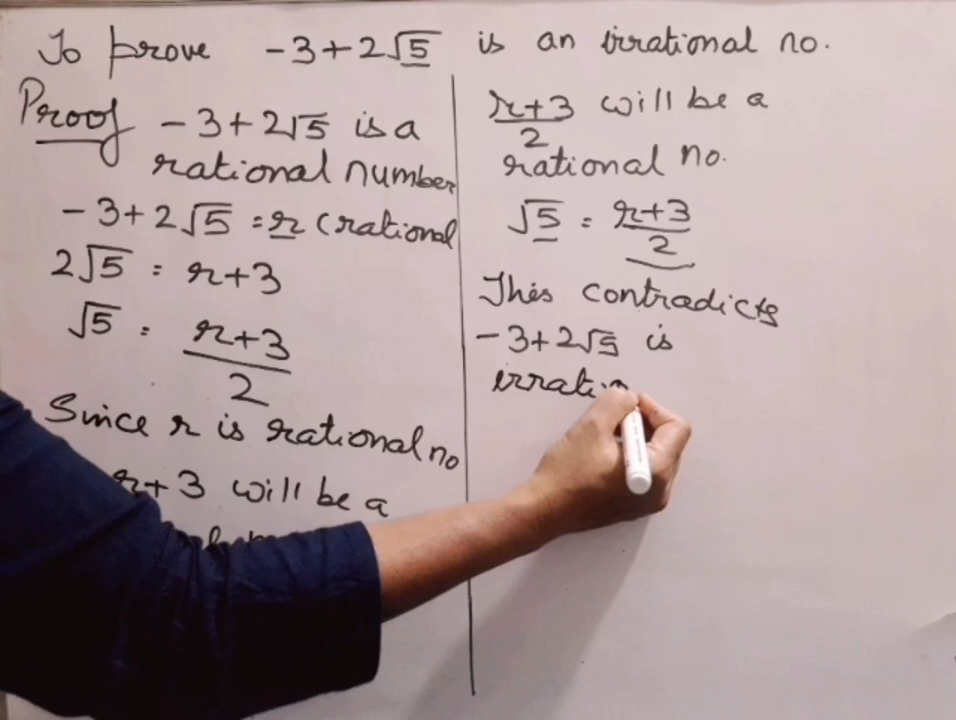 To prove -3+2√5 is an irrational no.
Proof -3+2√5 is a
rational number
-3+2√5 = r (rational
2√5 = r+3
√5 = r+3/2
Since r is rational no
r+3 will be a
r+3/2 will be a
rational no.
√5 = r+3/2
This contradicts
-3+2√5 is
irratio